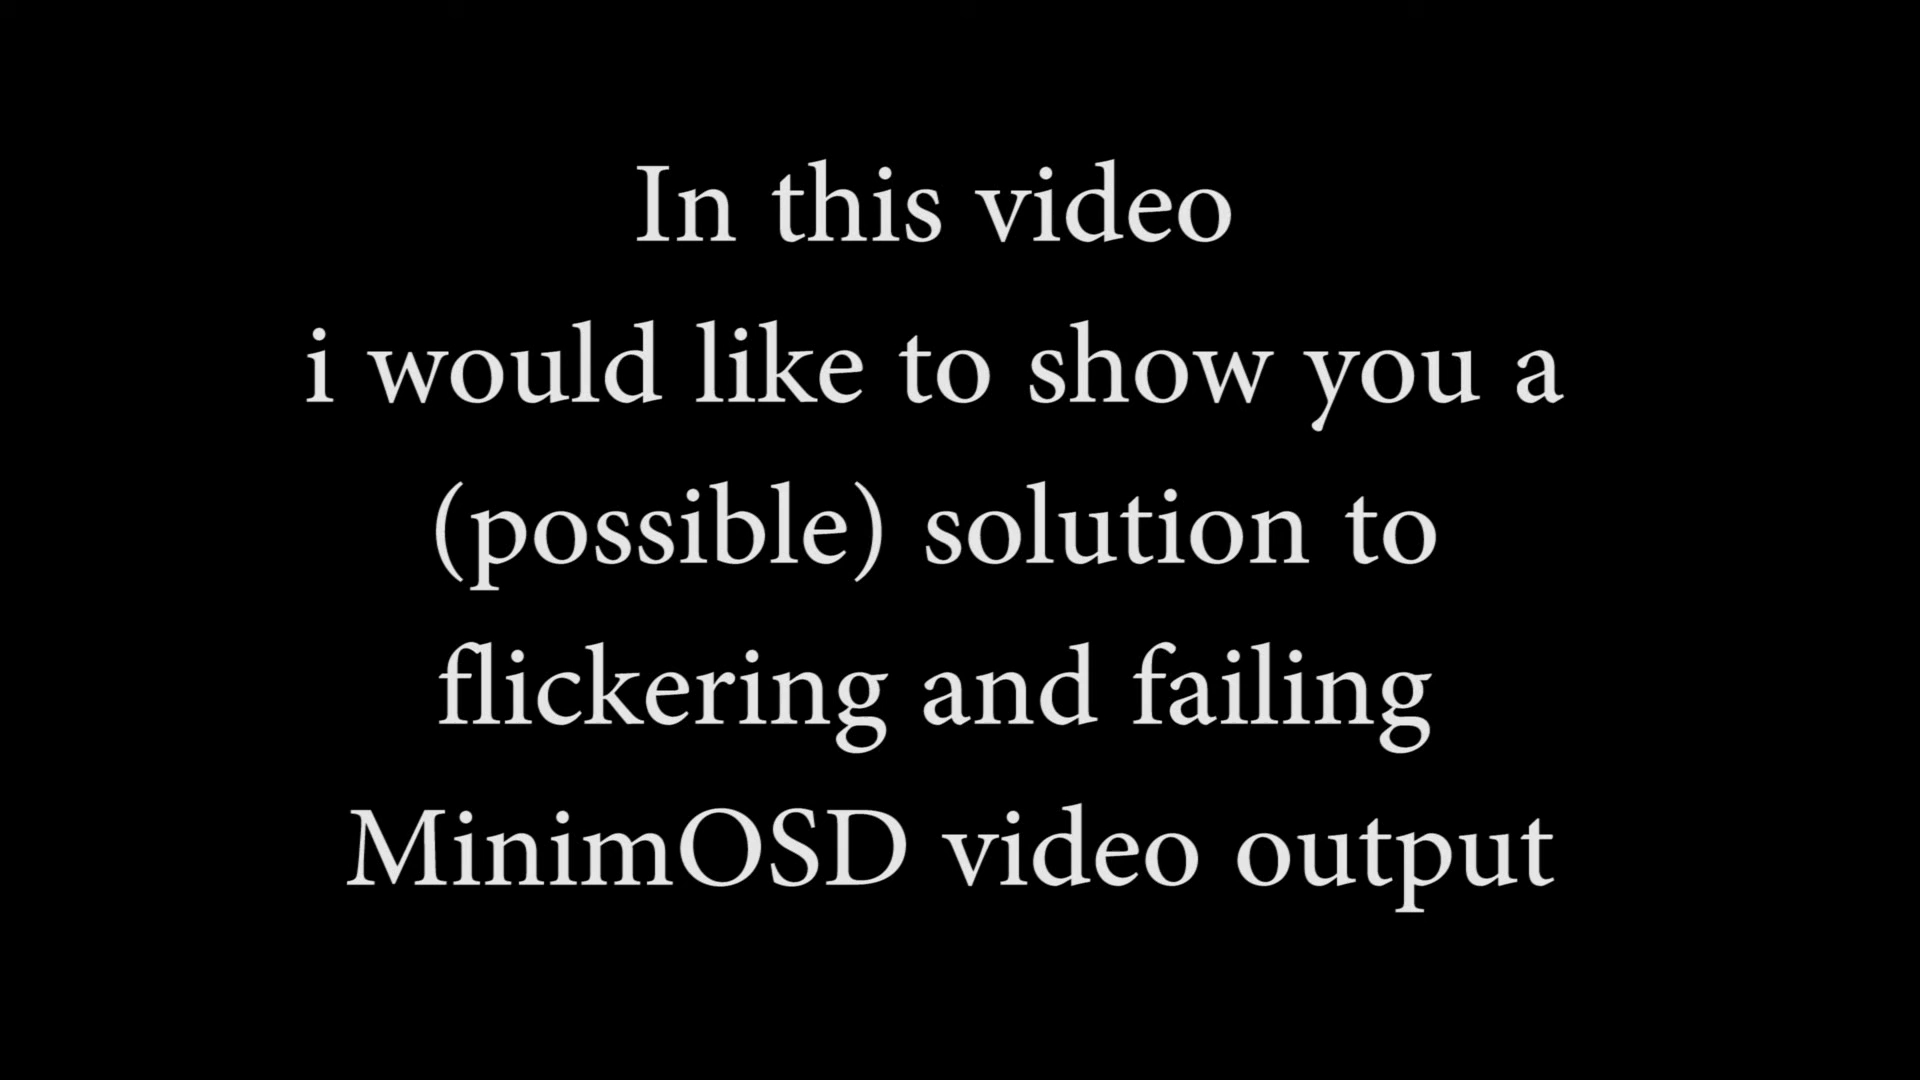 In this video
i would like to show you a
(possible) solution to
flickering and failing
MinimOSD video output